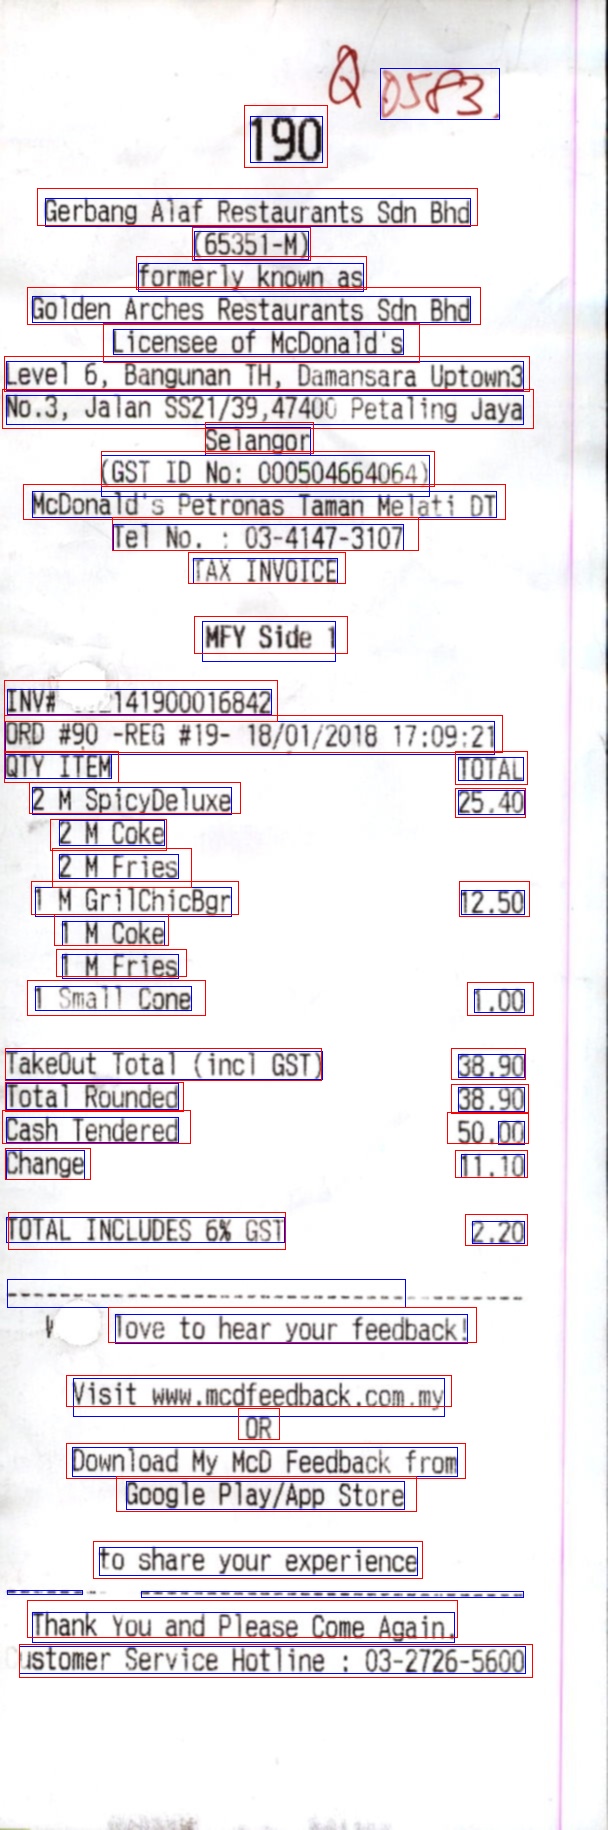 Q 0583
190
Gerbang Alaf Restaurants Sdn Bhd
(65351-M)
formerly known as
Golden Arches Restaurants Sdn Bhd
Licensee of McDonald's
Level 6, Bangunan TH, Damansara Uptown3
No.3, Jalan SS21/39,47400 Petaling Jaya
Selangor
(GST ID No: 000504664064)
McDonald's Petronas Taman Melati DT
Tel No. : 03-4147-3107
TAX INVOICE
MFY Side 1
INV# 141900016842
ORD #90 -REG #19- 18/01/2018 17:09:21
QTY ITEM TOTAL
2 M SpicyDeluxe 25.40
2 M Coke
2 M Fries
1 M GrilChicBgr 12.50
1 M Coke
1 M Fries
1 Small Cone 1.00
TakeOut Total (incl GST) 38.90
Total Rounded 38.90
Cash Tendered 50.00
Change 11.10
TOTAL INCLUDES 6% GST 2.20
love to hear your feedback!
Visit www.mcdfeedback.com.my
OR
Download My McD Feedback from
Google Play/App Store
to share your experience
Thank You and Please Come Again.
Customer Service Hotline : 03-2726-5600